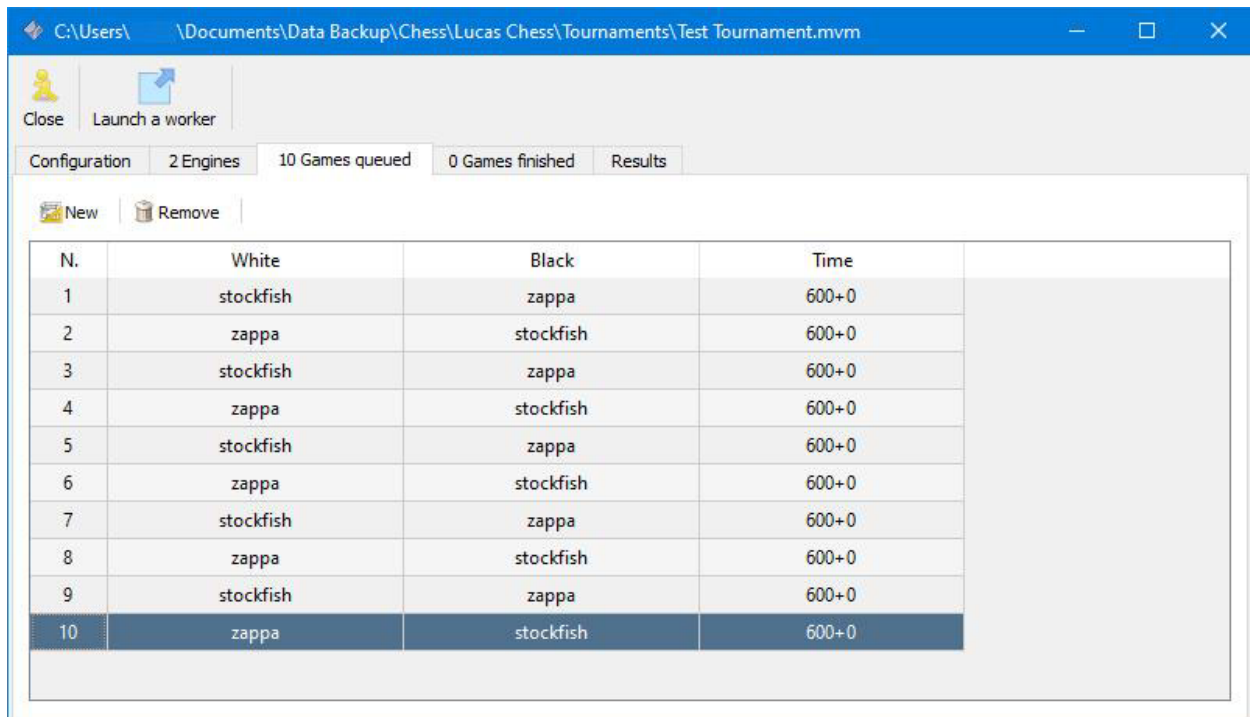 C:\Users\ \Documents\Data Backup\Chess\Lucas Chess\Tournaments\Test Tournament.mvm
Close Launch a worker
Configuration 2 Engines 10 Games queued 0 Games finished Results
New Remove
N. White Black Time
1 stockfish zappa 600+0
2 zappa stockfish 600+0
3 stockfish zappa 600+0
4 zappa stockfish 600+0
5 stockfish zappa 600+0
6 zappa stockfish 600+0
7 stockfish zappa 600+0
8 zappa stockfish 600+0
9 stockfish zappa 600+0
10 zappa stockfish 600+0